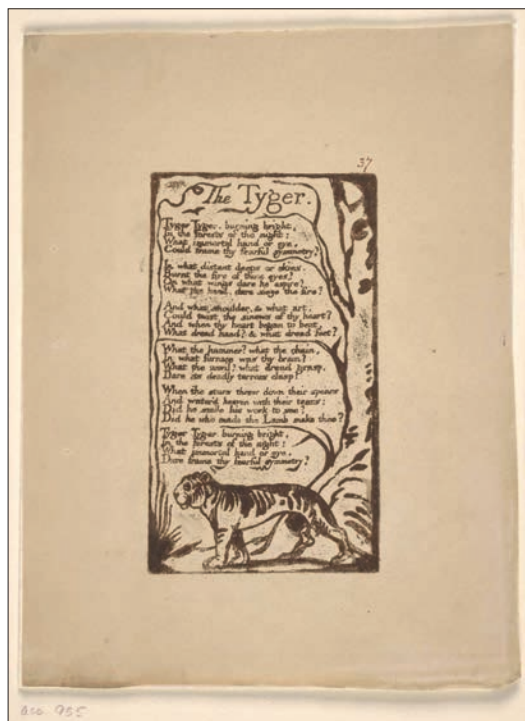 37
The Tyger.
Tyger Tyger, burning bright,
In the forests of the night;
What immortal hand or eye,
Could frame thy fearful symmetry?
In what distant deeps or skies
Burnt the fire of thine eyes?
On what wings dare he aspire?
What the hand, dare sieze the fire?
And what shoulder, & what art,
Could twist the sinews of thy heart?
And when thy heart began to beat,
What dread hand? & what dread feet?
What the hammer? what the chain,
In what furnace was thy brain?
What the anvil? what dread grasp,
Dare its deadly terrors clasp?
When the stars threw down their spears
And water'd heaven with their tears:
Did he smile his work to see?
Did he who made the Lamb make thee?
Tyger Tyger burning bright,
In the forests of the night:
What immortal hand or eye,
Dare frame thy fearful symmetry?